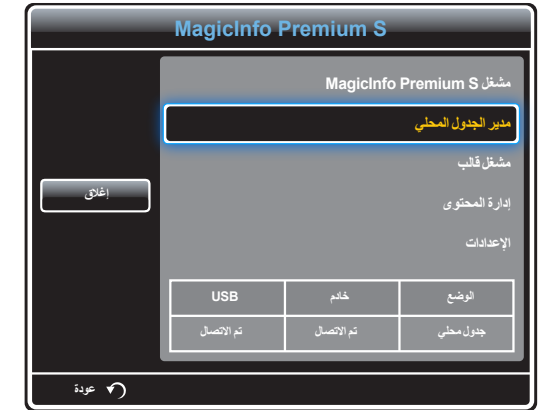 MagicInfo Premium S
مشغل MagicInfo Premium S
مدير الجدول المحلي
مشغل قالب
إدارة المحتوى
الإعدادات
إغلاق
الوضع خادم USB
جدول محلي تم الاتصال تم الاتصال
عودة